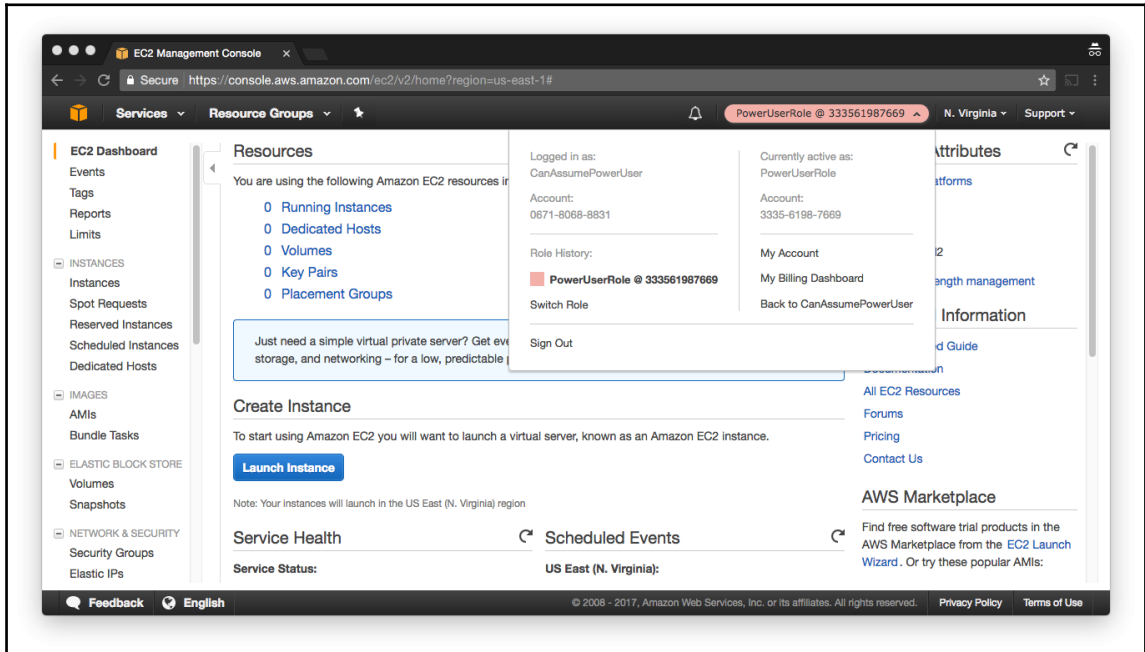 EC2 Management Console
Secure https://console.aws.amazon.com/ec2/v2/home?region=us-east-1#
Services Resource Groups PowerUserRole @ 333561987669 N. Virginia Support
EC2 Dashboard
Events
Tags
Reports
Limits
INSTANCES
Instances
Spot Requests
Reserved Instances
Scheduled Instances
Dedicated Hosts
IMAGES
AMIs
Bundle Tasks
ELASTIC BLOCK STORE
Volumes
Snapshots
NETWORK & SECURITY
Security Groups
Elastic IPs
Resources
You are using the following Amazon EC2 resources
0 Running Instances
0 Dedicated Hosts
0 Volumes
0 Key Pairs
0 Placement Groups
Just need a simple virtual private server? Get
storage, and networking – for a low, predictable
Create Instance
To start using Amazon EC2 you will want to launch a virtual server, known as an Amazon EC2 instance.
Launch Instance
Note: Your instances will launch in the US East (N. Virginia) region
Service Health
Service Status:
Scheduled Events
US East (N. Virginia):
Logged in as:
CanAssumePowerUser
Account:
0671-8068-8831
Role History:
PowerUserRole @ 333561987669
Switch Role
Sign Out
Currently active as:
PowerUserRole
Account:
3335-6198-7669
My Account
My Billing Dashboard
Back to CanAssumePowerUser
Attributes
management
Information
Guide
Documentation
All EC2 Resources
Forums
Pricing
Contact Us
AWS Marketplace
Find free software trial products in the
AWS Marketplace from the EC2 Launch
Wizard. Or try these popular AMIs:
Feedback English © 2008 - 2017, Amazon Web Services, Inc. or its affiliates. All rights reserved. Privacy Policy Terms of Use